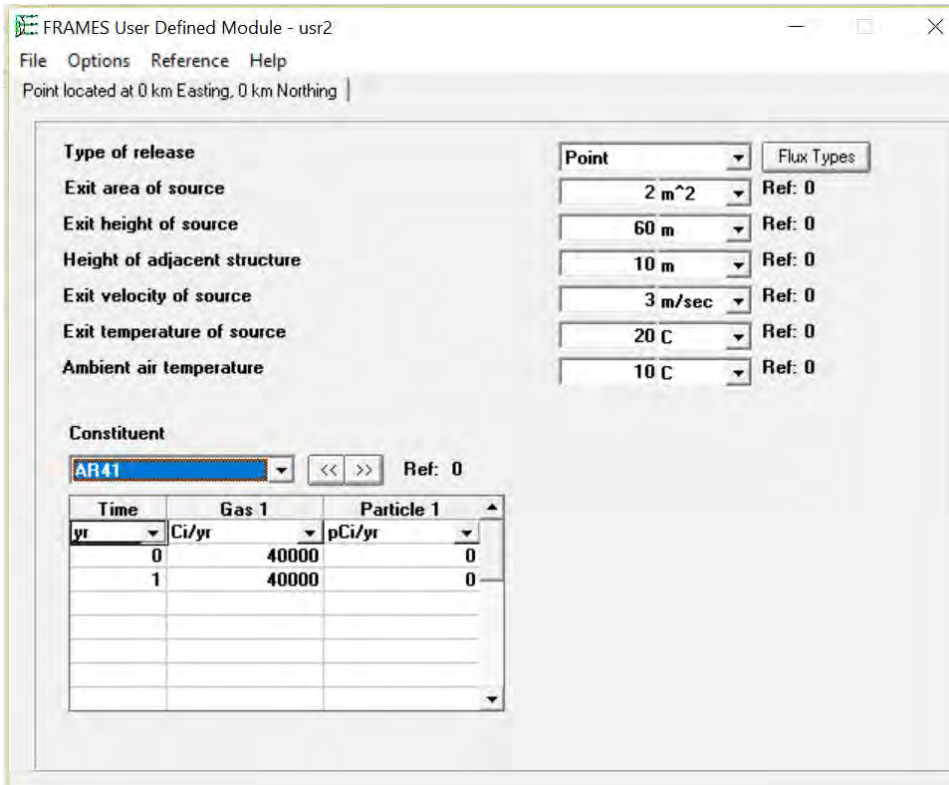 FRAMES User Defined Module - usr2
File Options Reference Help
Point located at 0 km Easting, 0 km Northing
Type of release Point Flux Types
Exit area of source 2 m^2 Ref: 0
Exit height of source 60 m Ref: 0
Height of adjacent structure 10 m Ref: 0
Exit velocity of source 3 m/sec Ref: 0
Exit temperature of source 20 C Ref: 0
Ambient air temperature 10 C Ref: 0
Constituent
AR41 << >> Ref: 0
Time Gas 1 Particle 1
yr Ci/yr pCi/yr
0 40000 0
1 40000 0